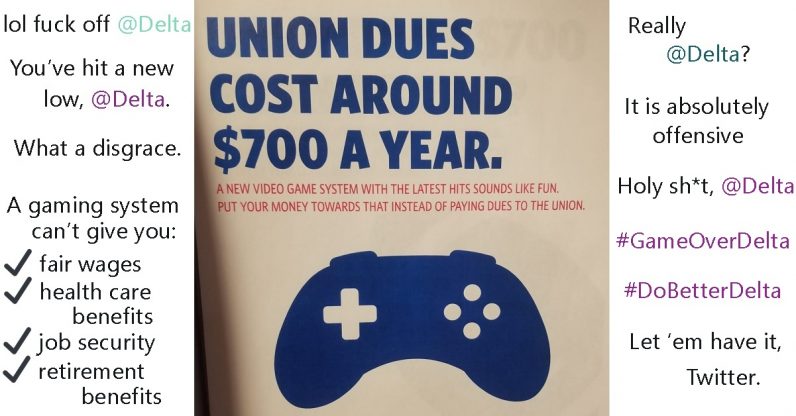 lol fuck off @Delta
You’ve hit a new
low, @Delta.
What a disgrace.
A gaming system
can’t give you:
fair wages
health care
benefits
job security
retirement
benefits
UNION DUES
COST AROUND
$700 A YEAR.
A NEW VIDEO GAME SYSTEM WITH THE LATEST HITS SOUNDS LIKE FUN.
PUT YOUR MONEY TOWARDS THAT INSTEAD OF PAYING DUES TO THE UNION.
Really
@Delta?
It is absolutely
offensive
Holy sh*t, @Delta
#GameOverDelta
#DoBetterDelta
Let ‘em have it,
Twitter.